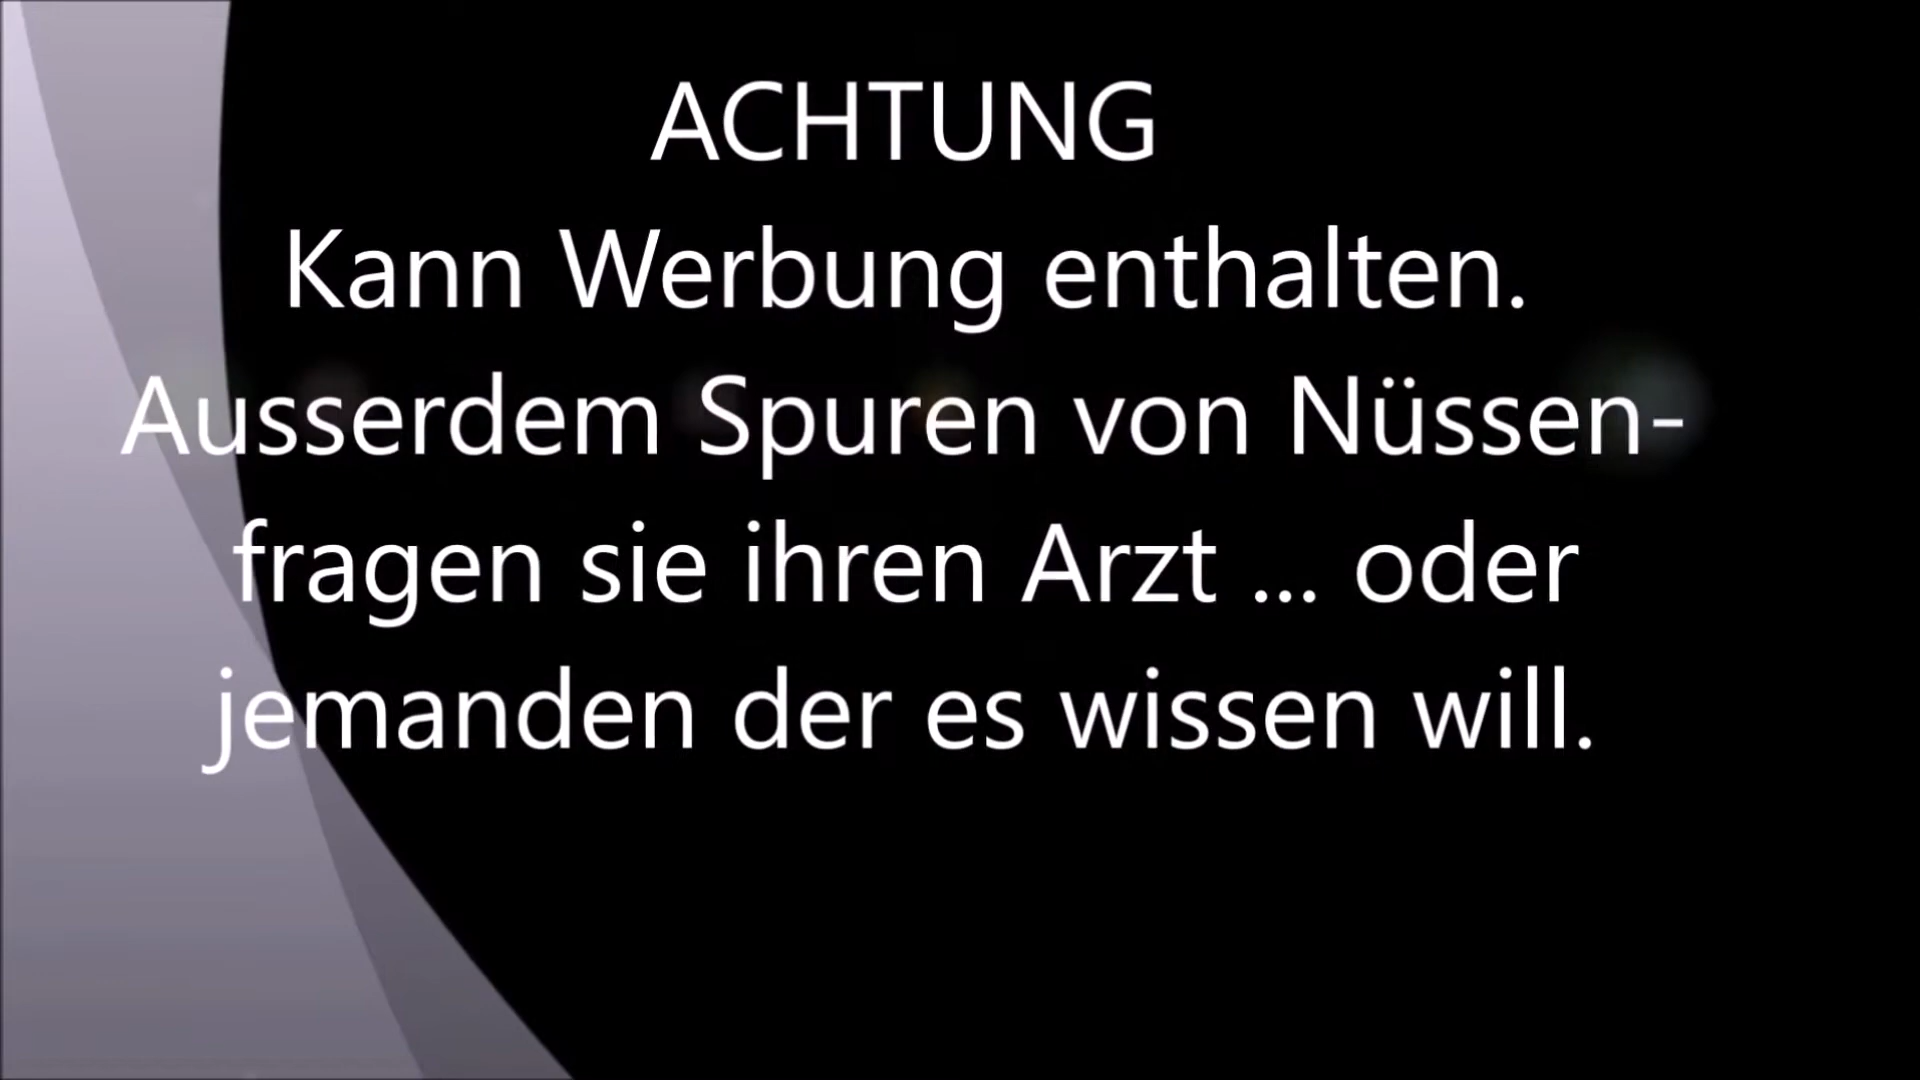 ACHTUNG
Kann Werbung enthalten.
Ausserdem Spuren von Nüssen-
fragen sie ihren Arzt ... oder
jemanden der es wissen will.